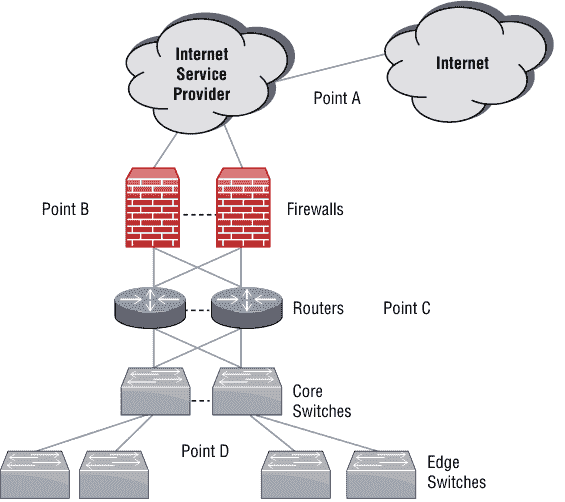 Internet
Service
Provider
Internet
Point A
Point B
Firewalls
Routers
Point C
Core
Switches
Point D
Edge
Switches